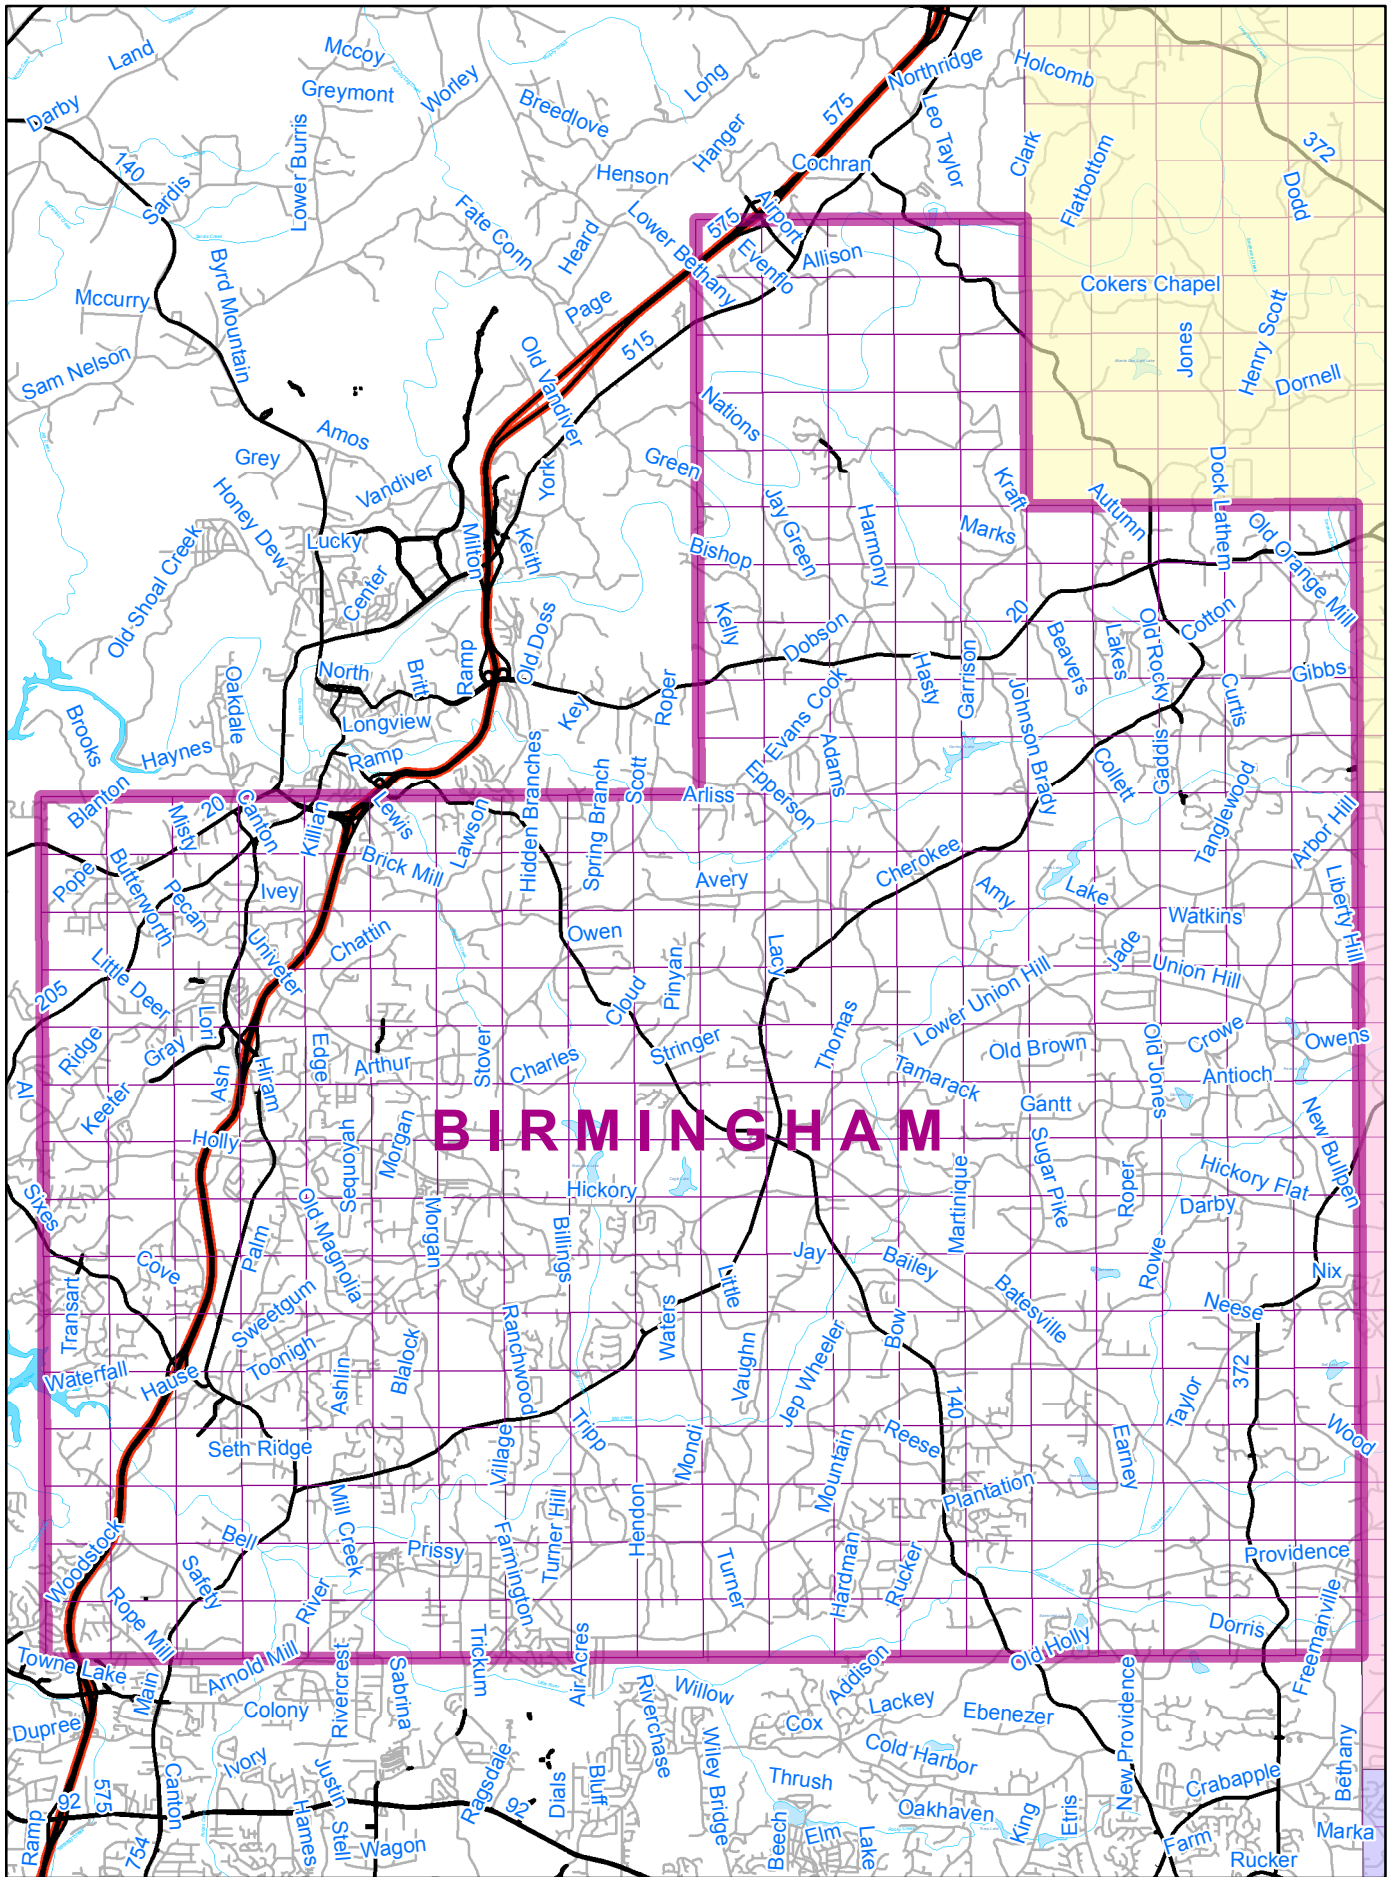 Land
Mccoy
Greymont
Worley
Breedlove
Long
Northridge
Holcomb
Darby
140
Sardis
Lower Burris
Henson
Hanger
575
Cochran
Leo Taylor
Clark
Flatbottom
372
Dodd
Airport
575
Fate Conn
Heard
Lower Bethany
Evenflo
Allison
Byrd Mountain
Mccurry
Page
515
Cokers Chapel
Jones
Henry Scott
Dornell
Sam Nelson
Old Vandiver
Nations
Amos
Grey
Vandiver
York
Green
Kraft
Autumn
Dock Lathem
Old Orange Mill
Honey Dew
Lucky
Milton
Keith
Jay Green
Harmony
Marks
Bishop
Old Shoal Creek
Center
Old Doss
Kelly
Dobson
20
Beavers
Lakes
Old Rocky
Cotton
Gibbs
North
Britt
Ramp
Roper
Hasty
Garrison
Oakdale
Longview
Key
Evans Cook
Johnson Brady
Curtis
Brooks
Haynes
Ramp
Hidden Branches
Scott
Adams
Collett
Gaddis
Tanglewood
Blanton
Misty
20
Canton
Killian
Lewis
Lawson
Spring Branch
Arliss
Epperson
Arbor Hill
Pope
Butterworth
Pecan
Ivey
Brick Mill
Avery
Cherokee
Amy
Lake
Watkins
Liberty Hill
Univeter
Chattin
Owen
Pinyan
Lacy
Jade
Union Hill
205
Little Deer
Lori
Cloud
Lower Union Hill
Ridge
Gray
Edge
Arthur
Stover
Charles
Stringer
Thomas
Old Brown
Old Jones
Crowe
Owens
Al
Keeter
Ash
Hiram
Tamarack
Gantt
Antioch
New Bullpen
BIRMINGHAM
Holly
Sequoyah
Morgan
Sugar Pike
Hickory Flat
Sixes
Hickory
Martinique
Roper
Darby
Old Magnolia
Morgan
Billings
Cove
Palm
Jay
Bailey
Rowe
Nix
Transart
Sweetgum
Little
Batesville
Neese
Toonigh
Ranchwood
Waters
Bow
Waterfall
Hause
Ashlin
Blalock
Vaughn
Jep Wheeler
140
372
Taylor
Seth Ridge
Village
Tripp
Mondi
Mountain
Reese
Earney
Wood
Plantation
Woodstock
Bell
Mill Creek
Prissy
Farmington
Turner Hill
Hendon
Turner
Hardman
Rucker
Providence
Rope Mill
Safety
River
Dorris
Freemanville
Towne Lake
Main
Arnold Mill
Rivercrest
Sabrina
Trickum
Air Acres
Riverchase
Willow
Addison
Old Holly
Dupree
Colony
Lackey
Ebenezer
New Providence
Cox
Ivory
Justin
Ragsdale
Wiley Bridge
Cold Harbor
Bethany
92
575
Canton
Dials
Bluff
Thrush
Crabapple
Ramp
754
Hames
Stell
92
Wagon
Beech
Elm
Lake
Oakhaven
King
Etris
Farm
Rucker
Marka